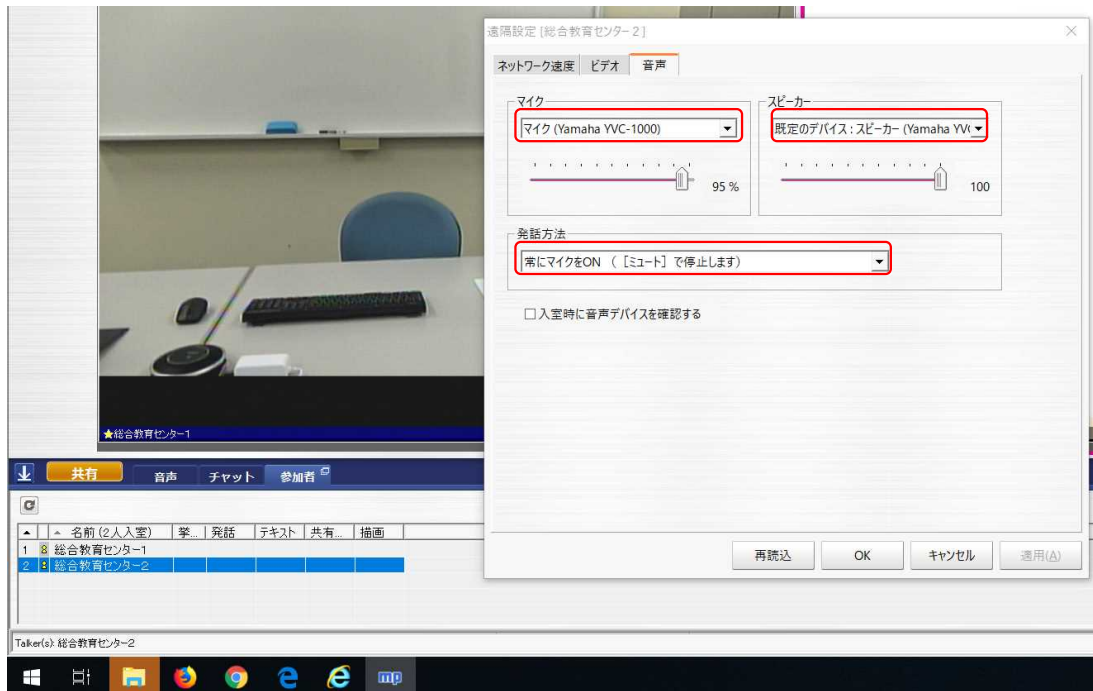 遠隔設定 [総合教育センター２]
ネットワーク速度 ビデオ 音声
マイク
マイク (Yamaha YVC-1000)
95 %
スピーカー
既定のデバイス : スピーカー (Yamaha YV
100
発話方法
常にマイクをON （ ［ミュート］ で停止します）
入室時に音声デバイスを確認する
再読込 OK キャンセル 適用(A)
★総合教育センター1
共有 音声 チャット 参加者
名前 (2人入室) 挙... 発話 テキスト 共有... 描画
1 総合教育センター1
2 総合教育センター2
Talker(s): 総合教育センター2
mp